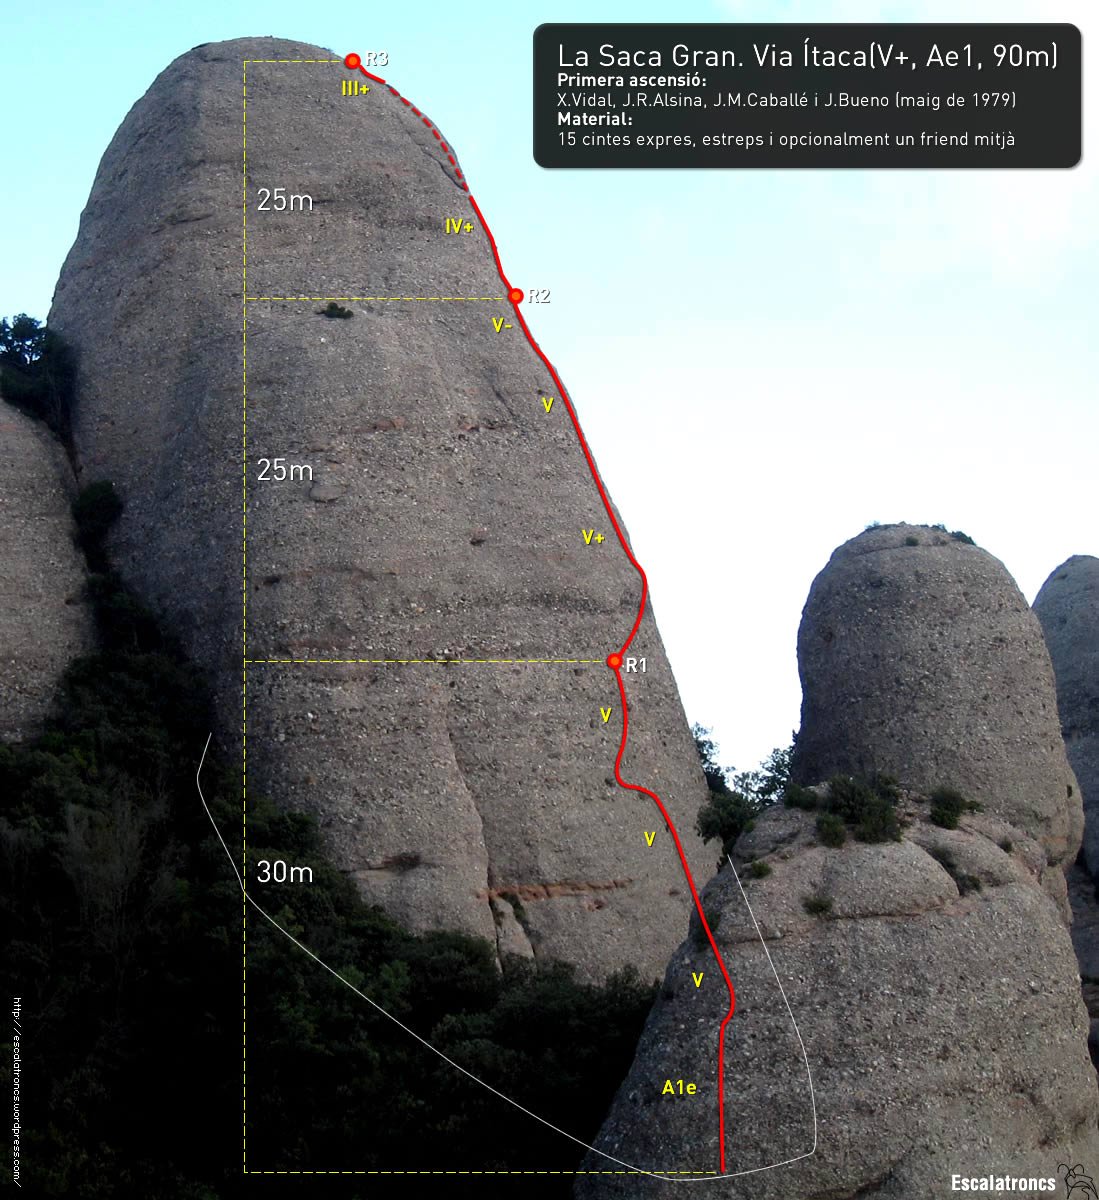 La Saca Gran. Via Ítaca(V+, Ae1, 90m)
Primera ascensió:
X.Vidal, J.R.Alsina, J.M.Caballé i J.Bueno (maig de 1979)
Material:
15 cintes expres, estreps i opcionalment un friend mitjà
R3
III+
25m
IV+
R2
V-
V
25m
V+
R1
V
V
30m
V
A1e
http://escalatroncs.wordpress.com/
Escalatroncs